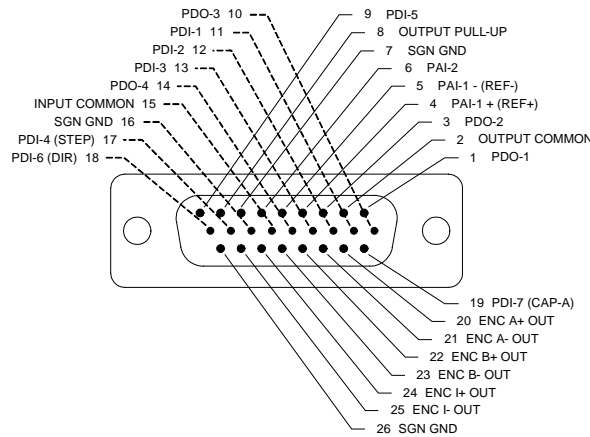 PDO-3 10
PDI-1 11
PDI-2 12
PDI-3 13
PDO-4 14
INPUT COMMON 15
SGN GND 16
PDI-4 (STEP) 17
PDI-6 (DIR) 18
9 PDI-5
8 OUTPUT PULL-UP
7 SGN GND
6 PAI-2
5 PAI-1 - (REF-)
4 PAI-1 + (REF+)
3 PDO-2
2 OUTPUT COMMON
1 PDO-1
19 PDI-7 (CAP-A)
20 ENC A+ OUT
21 ENC A- OUT
22 ENC B+ OUT
23 ENC B- OUT
24 ENC I+ OUT
25 ENC I- OUT
26 SGN GND